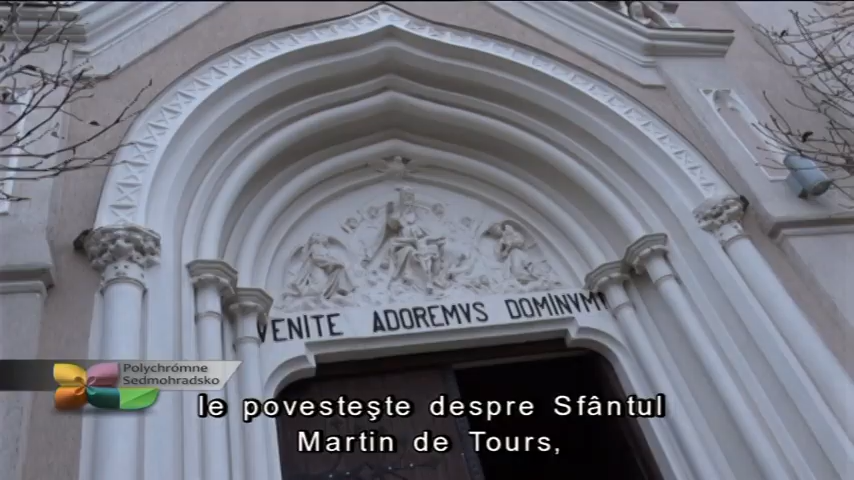 VENITE ADOREMVS DOMINVM
Polychrómne
Sedmohradsko
le povesteşte despre Sfântul
Martin de Tours,